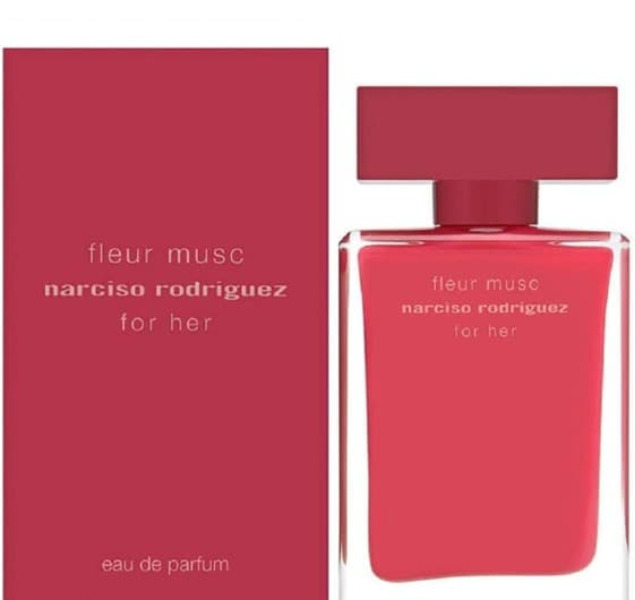 fleur musc
narciso rodriguez
for her
eau de parfum
fleur musc
narciso rodriguez
for her